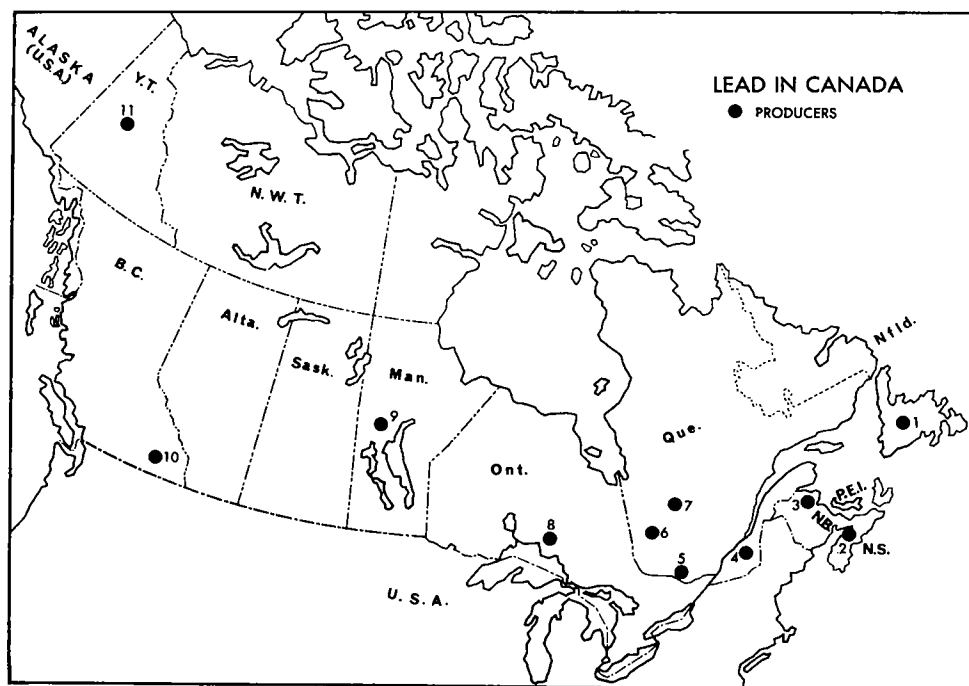 LEAD IN CANADA
PRODUCERS
ALASKA
(U.S.A)
Y.T.
11
N. W. T.
B.C.
Alta.
Sask.
Man.
Nfld.
9
Que.
1
10
Ont.
7
P.E.I.
3
N.B.
8
6
2
N.S.
4
5
U. S. A.